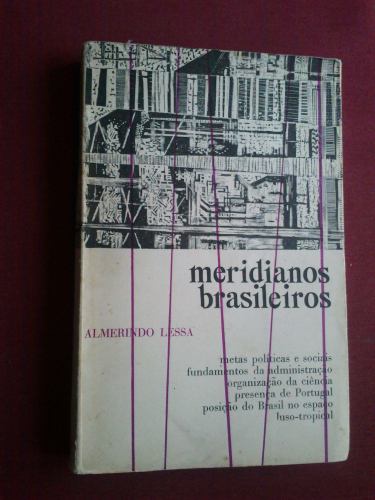 meridianos
brasileiros
ALMERINDO LESSA
metas políticas e sociais
fundamentos da administração
organização da ciência
presença de Portugal
posição do Brasil no espaço
luso-tropical